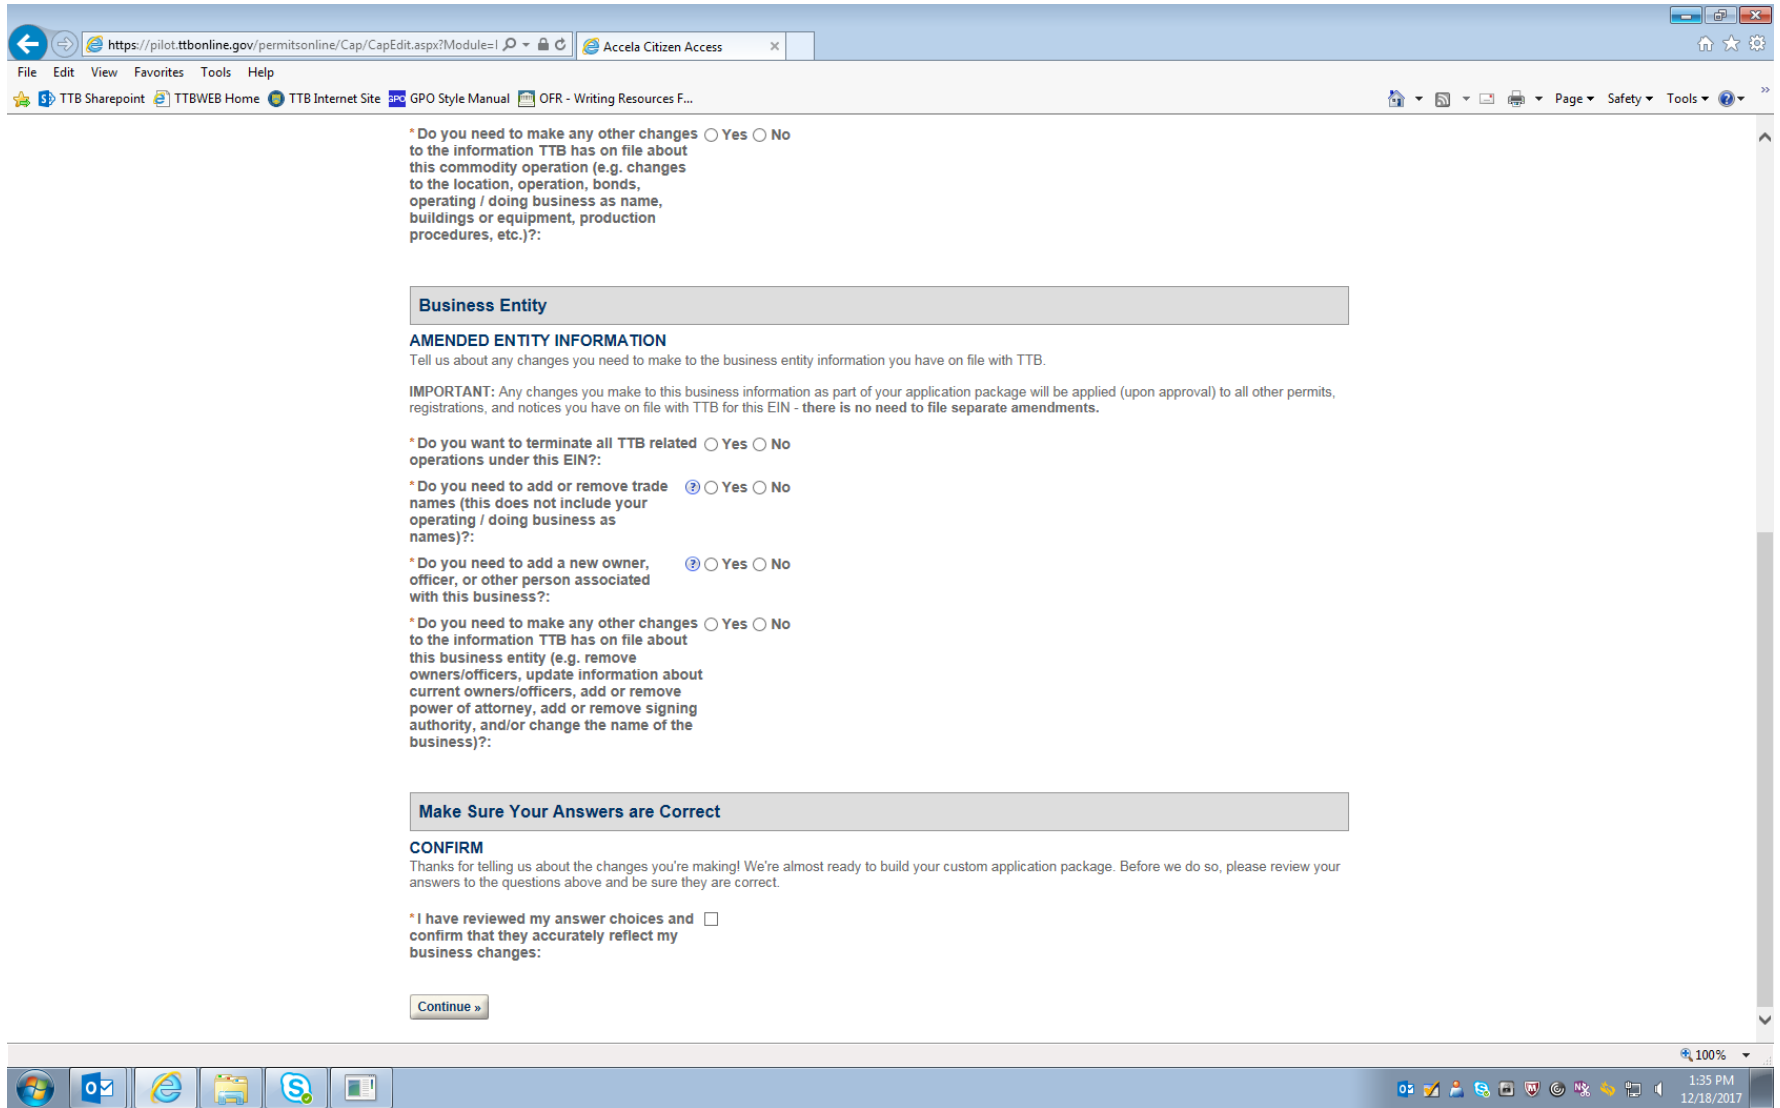 https://pilot.ttbonline.gov/permitsonline/Cap/CapEdit.aspx?Module=
Accela Citizen Access
File Edit View Favorites Tools Help
TTB Sharepoint TTBWEB Home TTB Internet Site GPO GPO Style Manual OFR - Writing Resources F...
Page Safety Tools
* Do you need to make any other changes Yes No
to the information TTB has on file about
this commodity operation (e.g. changes
to the location, operation, bonds,
operating / doing business as name,
buildings or equipment, production
procedures, etc.)?:
Business Entity
AMENDED ENTITY INFORMATION
Tell us about any changes you need to make to the business entity information you have on file with TTB.
IMPORTANT: Any changes you make to this business information as part of your application package will be applied (upon approval) to all other permits,
registrations, and notices you have on file with TTB for this EIN - there is no need to file separate amendments.
* Do you want to terminate all TTB related Yes No
operations under this EIN?:
* Do you need to add or remove trade ? Yes No
names (this does not include your
operating / doing business as
names)?:
* Do you need to add a new owner, ? Yes No
officer, or other person associated
with this business?:
* Do you need to make any other changes Yes No
to the information TTB has on file about
this business entity (e.g. remove
owners/officers, update information about
current owners/officers, add or remove
power of attorney, add or remove signing
authority, and/or change the name of the
business)?:
Make Sure Your Answers are Correct
CONFIRM
Thanks for telling us about the changes you're making! We're almost ready to build your custom application package. Before we do so, please review your
answers to the questions above and be sure they are correct.
* I have reviewed my answer choices and
confirm that they accurately reflect my
business changes:
Continue »
100%
1:35 PM
12/18/2017